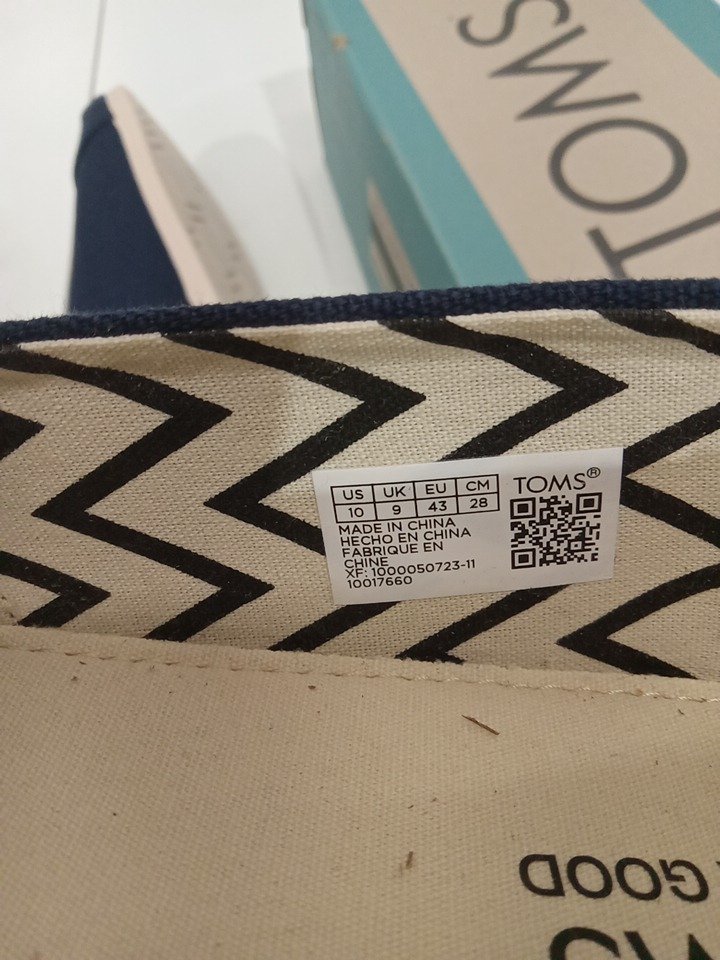 TOMS
US UK EU CM
10 9 43 28
TOMS®
MADE IN CHINA
HECHO EN CHINA
FABRIQUE EN
CHINE
XF: 1000050723-11
10017660
GOOD